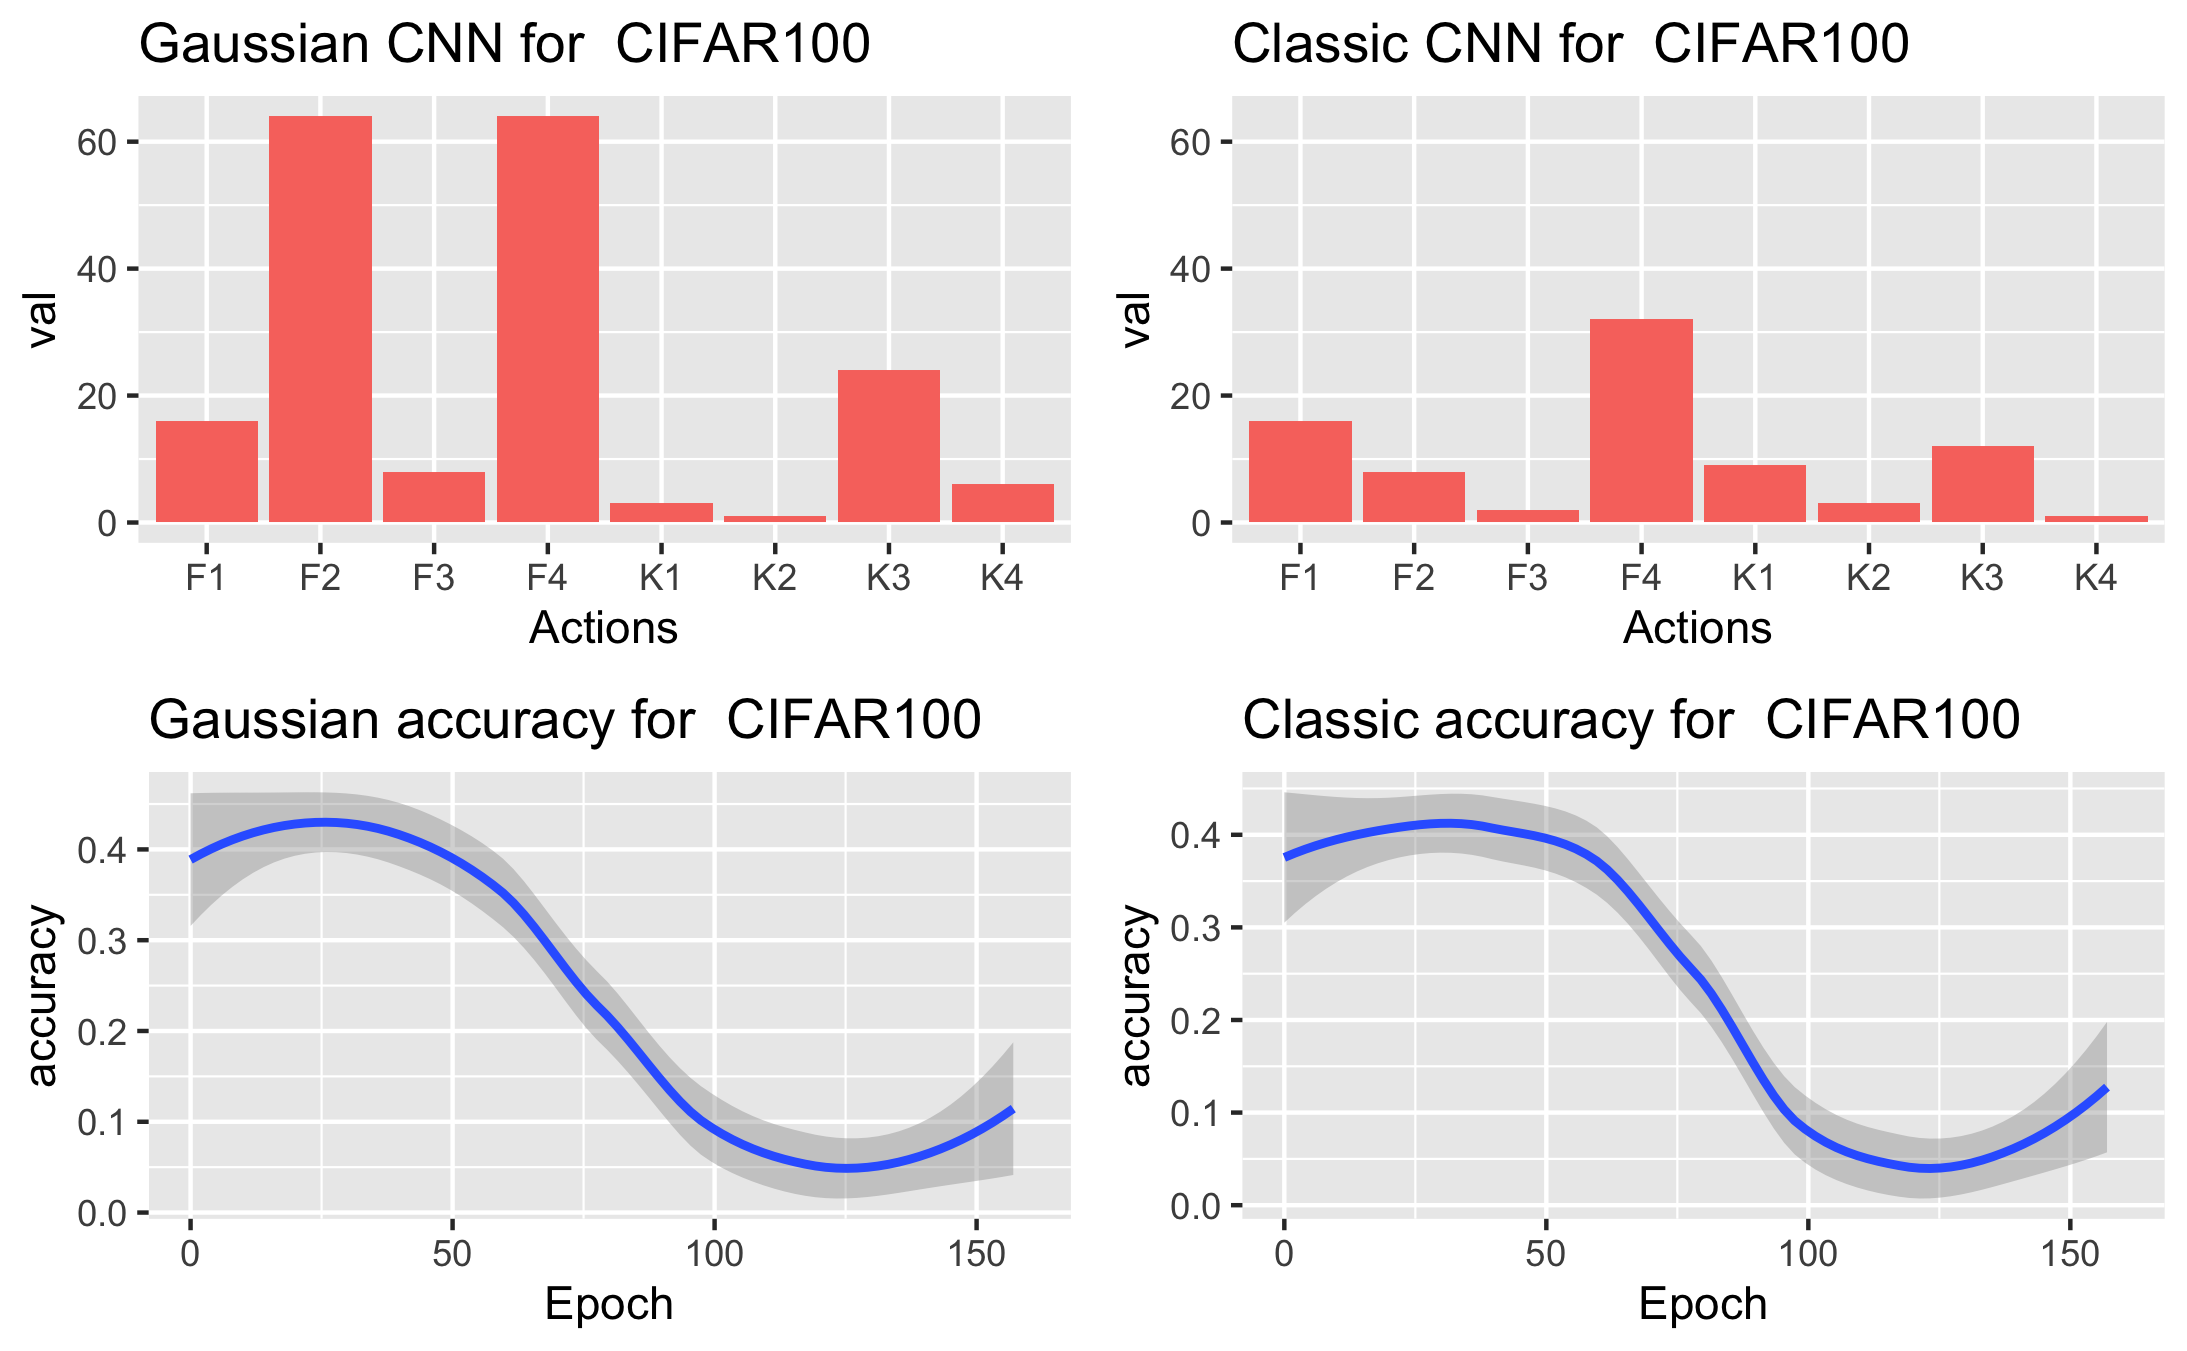 Gaussian CNN for  CIFAR100
60
40
20
0
val
F1 F2 F3 F4 K1 K2 K3 K4
Actions
Classic CNN for  CIFAR100
60
40
20
0
val
F1 F2 F3 F4 K1 K2 K3 K4
Actions
Gaussian accuracy for  CIFAR100
0.4
0.3
0.2
0.1
0.0
accuracy
0 50 100 150
Epoch
Classic accuracy for  CIFAR100
0.4
0.3
0.2
0.1
0.0
accuracy
0 50 100 150
Epoch